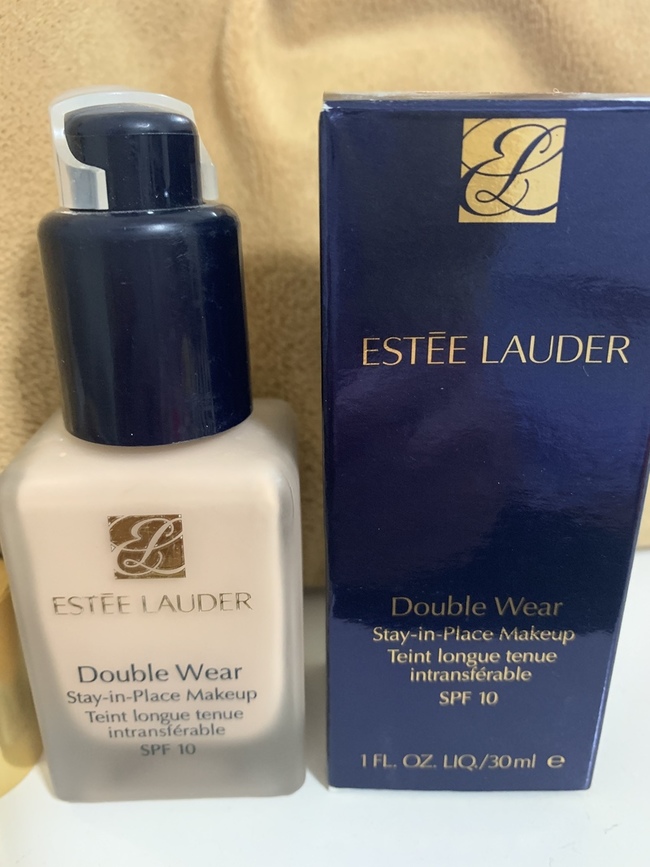 ESTĒE LAUDER
Double Wear
Stay-in-Place Makeup
Teint longue tenue
intransférable
SPF 10
EL
ESTĒE LAUDER
Double Wear
Stay-in-Place Makeup
Teint longue tenue
intransférable
SPF 10
1 FL. OZ. LIQ./30 ml ℮